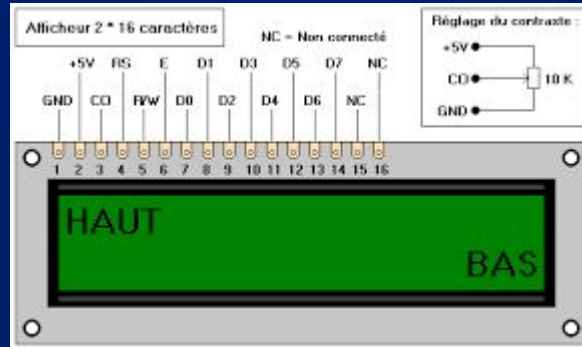 Afficheur 2 * 16 caractères
NC = Non connecté
+5V RS E D1 D3 D5 D7 NC
GND CO R/W D0 D2 D4 D6 NC
1 2 3 4 5 6 7 8 9 10 11 12 13 14 15 16
HAUT
BAS
Réglage du contraste :
+5V
CO
10 K
GND